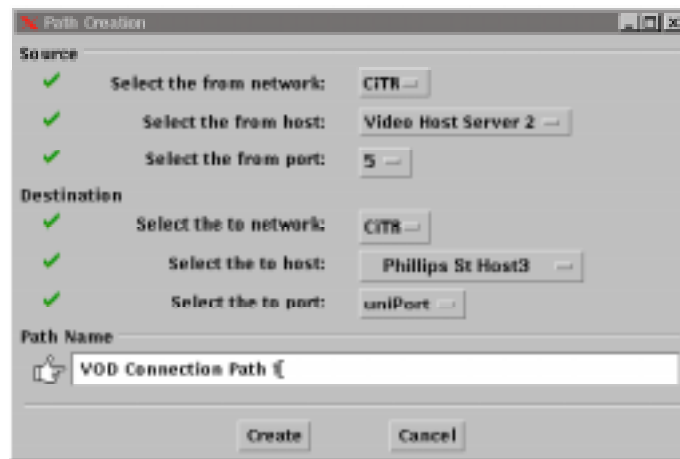 Path Creation
Source
Select the from network: CiTR
Select the from host: Video Host Server 2
Select the from port: 5
Destination
Select the to network: CiTR
Select the to host: Phillips St Host3
Select the to port: uniPort
Path Name
VOD Connection Path 1
Create Cancel